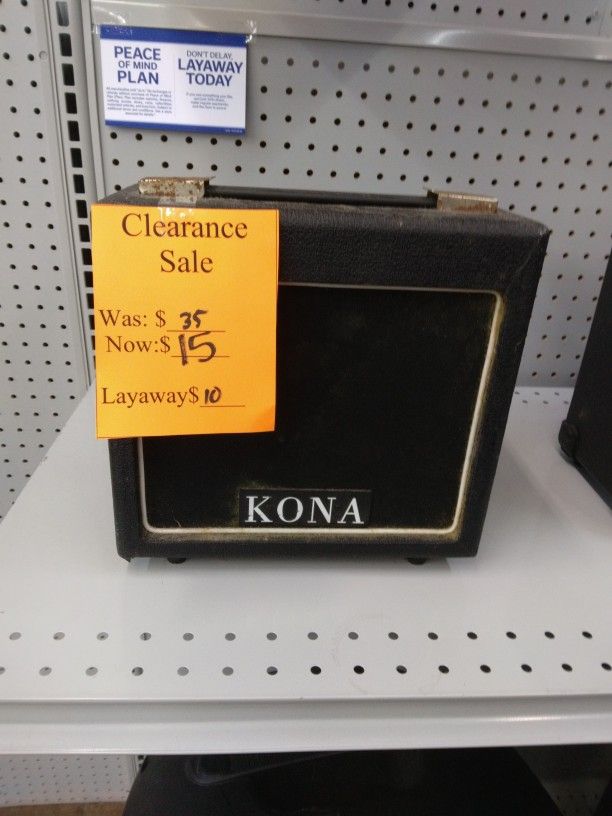 PEACE
OF MIND
PLAN
DON'T DELAY,
LAYAWAY
TODAY
Clearance
Sale
Was: $ 35
Now:$ 15
Layaway$ 10
KONA